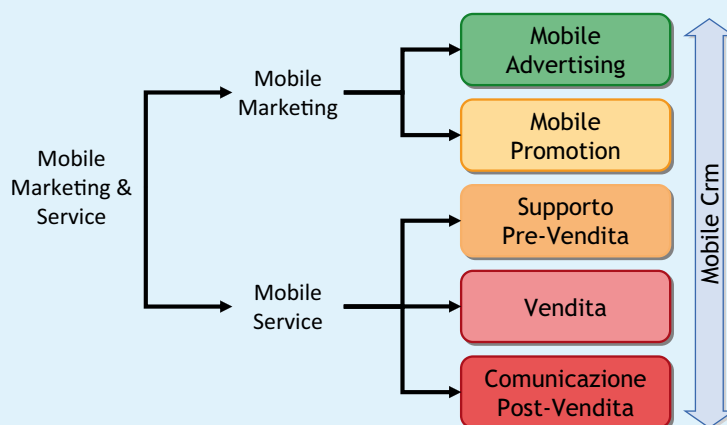 Mobile
Marketing &
Service
Mobile
Marketing
Mobile
Service
Mobile
Advertising
Mobile
Promotion
Supporto
Pre-Vendita
Vendita
Comunicazione
Post-Vendita
Mobile Crm